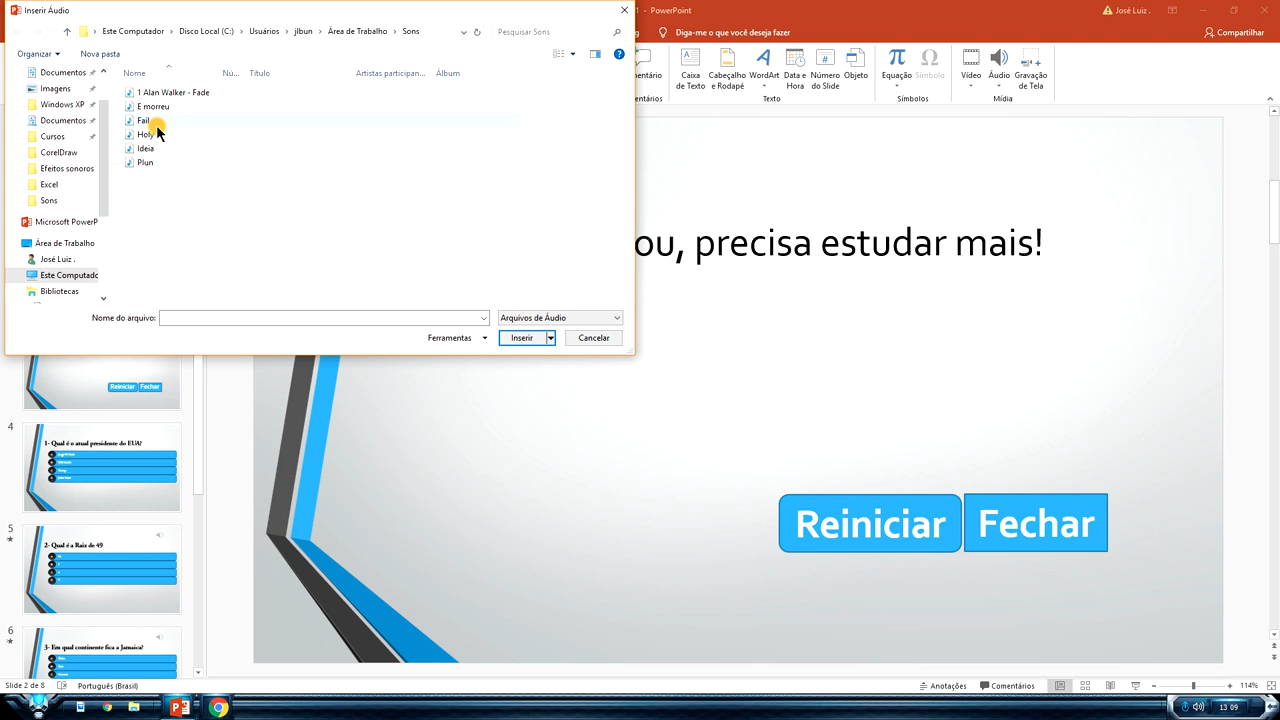 Inserir Áudio
Este Computador > Disco Local (C:) > Usuários > jlbun > Área de Trabalho > Sons
Pesquisar Sons
Organizar
Nova pasta
Documentos
Imagens
Windows XP
Documentos
Cursos
CorelDraw
Efeitos sonoros
Excel
Sons
Microsoft PowerP
Área de Trabalho
José Luiz .
Este Computado
Bibliotecas
Nome
Nú...
Título
Artistas participan...
Álbum
1 Alan Walker - Fade
E morreu
Fail
Holy
Ideia
Plun
Nome do arquivo:
Arquivos de Áudio
Ferramentas
Inserir
Cancelar
1 - PowerPoint
José Luiz .
Diga-me o que você deseja fazer
Compartilhar
Caixa de Texto
Cabeçalho e Rodapé
WordArt
Data e Hora
Número do Slide
Objeto
Equação
Símbolo
Vídeo
Áudio
Gravação de Tela
Texto
Símbolos
Mídia
ou, precisa estudar mais!
Reiniciar
Fechar
Reiniciar
Fechar
4
1- Qual é o atual presidente do EUA?
5
2- Qual é a Raiz de 49
6
3- Em qual continente fica a Jamaica?
Slide 2 de 8
Português (Brasil)
Anotações
Comentários
114%
13 09